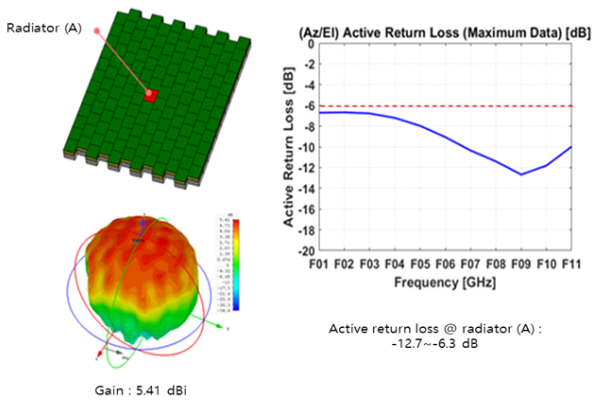 Radiator (A)
(Az/El) Active Return Loss (Maximum Data) [dB]
Active Return Loss [dB]
0
-2
-4
-6
-8
-10
-12
-14
-16
-18
-20
F01 F02 F03 F04 F05 F06 F07 F08 F09 F10 F11
Frequency [GHz]
Active return loss @ radiator (A) :
-12.7~-6.3 dB
Gain : 5.41 dBi